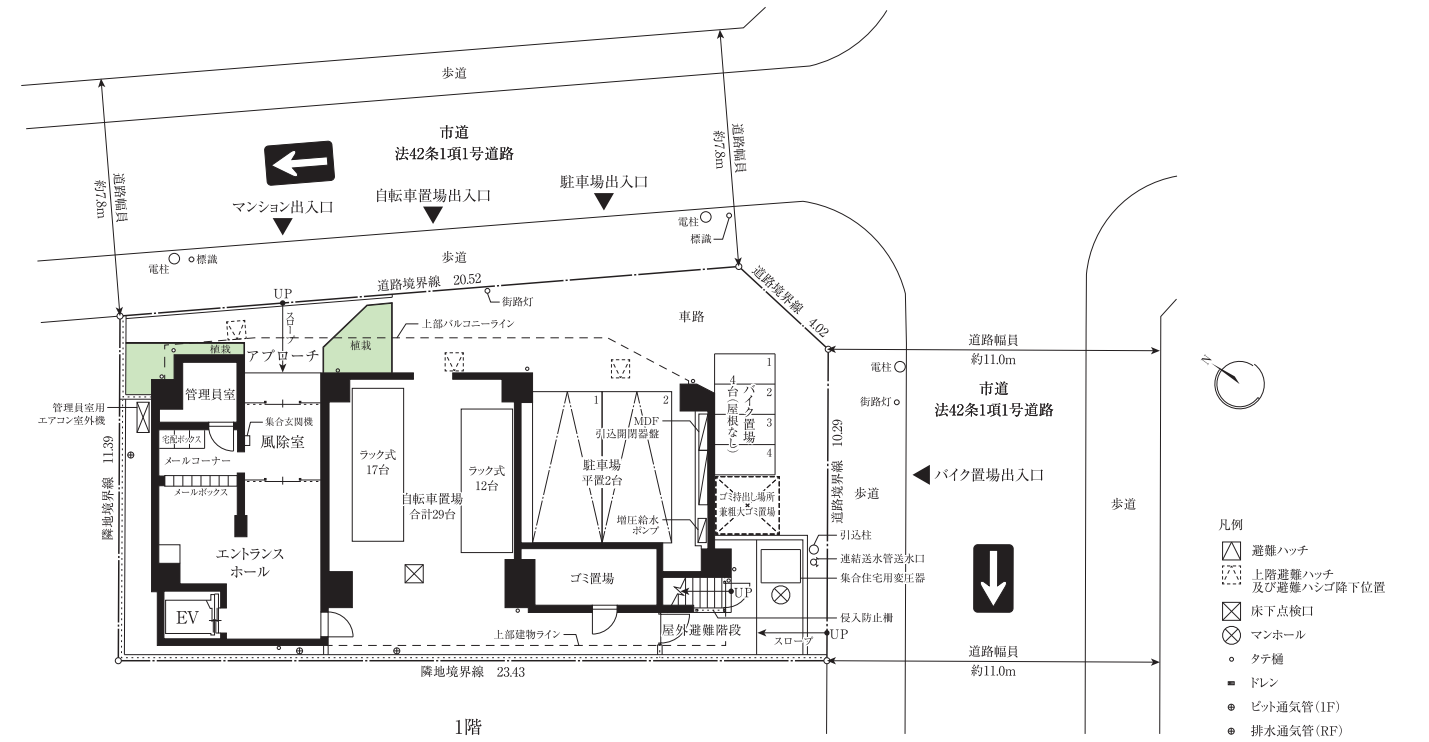 歩道
市道
法42条1項1号道路
道路幅員
約7.8m
道路幅員
約7.8m
マンション出入口
自転車置場出入口
駐車場出入口
電柱
標識
電柱
標識
歩道
道路境界線 20.52
道路境界線 4.02
UP
スロープ
街路灯
上部バルコニーライン
車路
植栽
植栽
アプローチ
管理員室
管理員室用
エアコン室外機
集合玄関機
風除室
宅配ボックス
メールコーナー
メールボックス
エントランス
ホール
EV
ラック式
17台
ラック式
12台
自転車置場
合計29台
1
2
駐車場
平置2台
MDF
引込開閉器盤
増圧給水
ポンプ
ゴミ置場
バイク置場
4台(屋根なし)
1
2
3
4
ゴミ持出し場所
兼粗大ゴミ置場
UP
屋外避難階段
上部建物ライン
スロープ
UP
引込柱
連結送水管送水口
集合住宅用変圧器
侵入防止柵
隣地境界線 11.39
隣地境界線 23.43
道路境界線 10.29
歩道
道路幅員
約11.0m
電柱
街路灯
市道
法42条1項1号道路
バイク置場出入口
歩道
道路幅員
約11.0m
N
凡例
避難ハッチ
上階避難ハッチ
及び避難ハシゴ降下位置
床下点検口
マンホール
タテ樋
ドレン
ピット通気管(1F)
排水通気管(RF)
1階